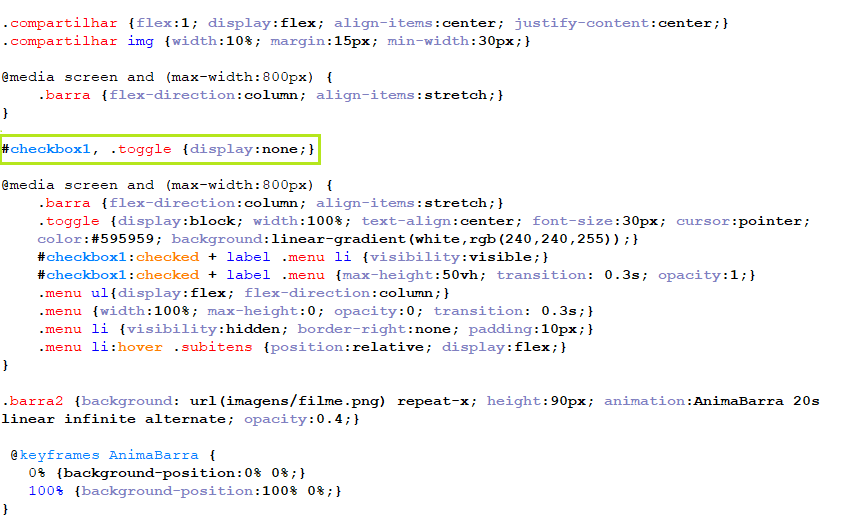 .compartilhar {flex:1; display:flex; align-items:center; justify-content:center;}
.compartilhar img {width:10%; margin:15px; min-width:30px;}
@media screen and (max-width:800px) {
.barra {flex-direction:column; align-items:stretch;}
}
#checkbox1, .toggle {display:none;}
@media screen and (max-width:800px) {
.barra {flex-direction:column; align-items:stretch;}
.toggle {display:block; width:100%; text-align:center; font-size:30px; cursor:pointer;
color:#595959; background:linear-gradient(white,rgb(240,240,255));}
#checkbox1:checked + label .menu li {visibility:visible;}
#checkbox1:checked + label .menu {max-height:50vh; transition: 0.3s; opacity:1;}
.menu ul{display:flex; flex-direction:column;}
.menu {width:100%; max-height:0; opacity:0; transition: 0.3s;}
.menu li {visibility:hidden; border-right:none; padding:10px;}
.menu li:hover .subitens {position:relative; display:flex;}
}
.barra2 {background: url(imagens/filme.png) repeat-x; height:90px; animation:AnimaBarra 20s
linear infinite alternate; opacity:0.4;}
@keyframes AnimaBarra {
0% {background-position:0% 0%;}
100% {background-position:100% 0%;}
}